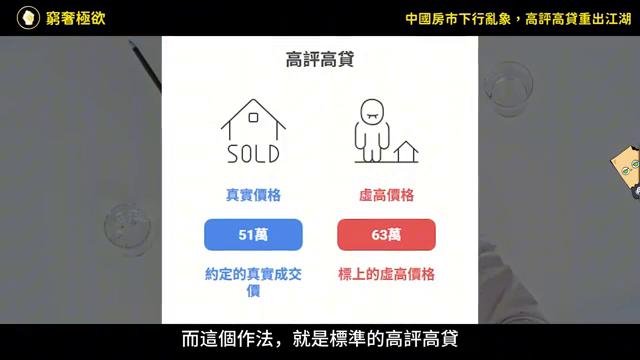 窮奢極欲
中國房市下行亂象，高評高貸重出江湖
高評高貸
SOLD
真實價格
虛高價格
51萬
63萬
約定的真實成交
價
標上的虛高價格
而這個作法，就是標準的高評高貸